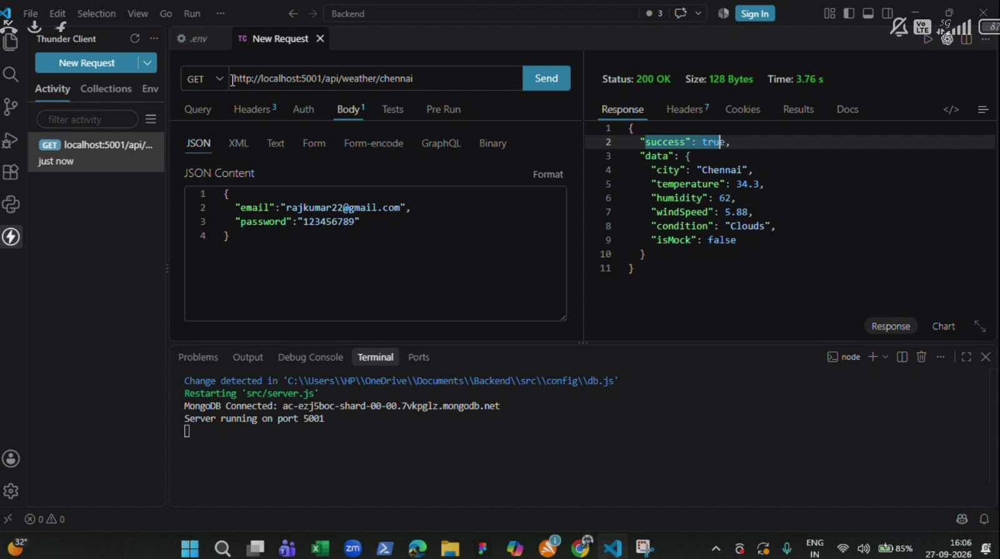 File Edit Selection View Go Run ··· Backend 3 Sign In
VoLTE 5G 87
Thunder Client ···
.env TC New Request
New Request
GET http://localhost:5001/api/weather/chennai Send
Status: 200 OK Size: 128 Bytes Time: 3.76 s
Activity Collections Env
Query Headers 3 Auth Body 1 Tests Pre Run
Response Headers 7 Cookies Results Docs </>
filter activity
GET localhost:5001/api/...
just now
JSON XML Text Form Form-encode GraphQL Binary
JSON Content Format
1 {
2 "email":"rajkumar22@gmail.com",
3 "password":"123456789"
4 }
1 {
2 "success": true,
3 "data": {
4 "city": "Chennai",
5 "temperature": 34.3,
6 "humidity": 62,
7 "windSpeed": 5.88,
8 "condition": "Clouds",
9 "isMock": false
10 }
11 }
Response Chart
Problems Output Debug Console Terminal Ports node
Change detected in 'C:\\Users\\HP\\OneDrive\\Documents\\Backend\\src\\config\\db.js'
Restarting 'src/server.js'
MongoDB Connected: ac-ezj5boc-shard-00-00.7vkpglz.mongodb.net
Server running on port 5001
0 0
32°
zm
ENG
IN
85%
16:06
27-09-2026